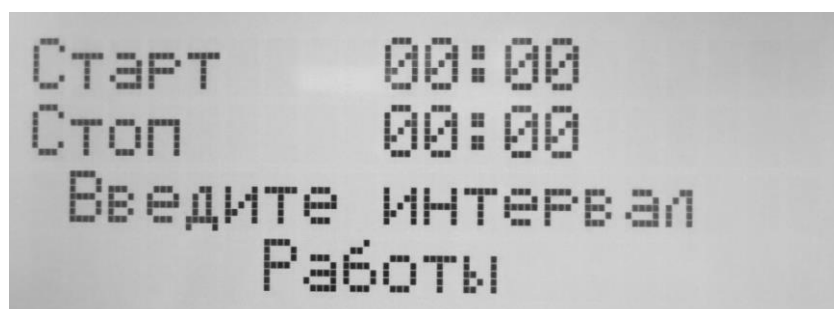 Старт 00:00
Стоп 00:00
Введите интервал
Работы